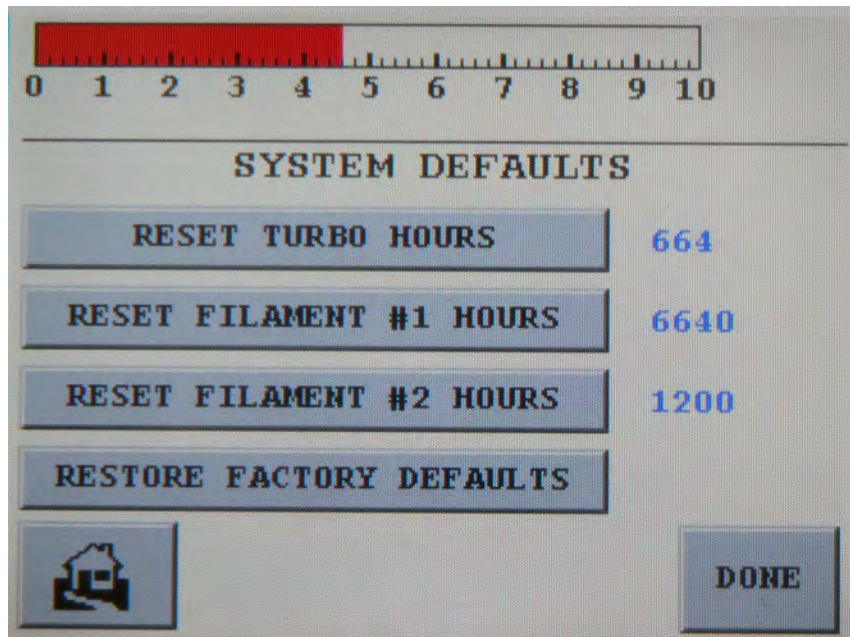 0 1 2 3 4 5 6 7 8 9 10
SYSTEM DEFAULTS
RESET TURBO HOURS 664
RESET FILAMENT #1 HOURS 6640
RESET FILAMENT #2 HOURS 1200
RESTORE FACTORY DEFAULTS
DONE